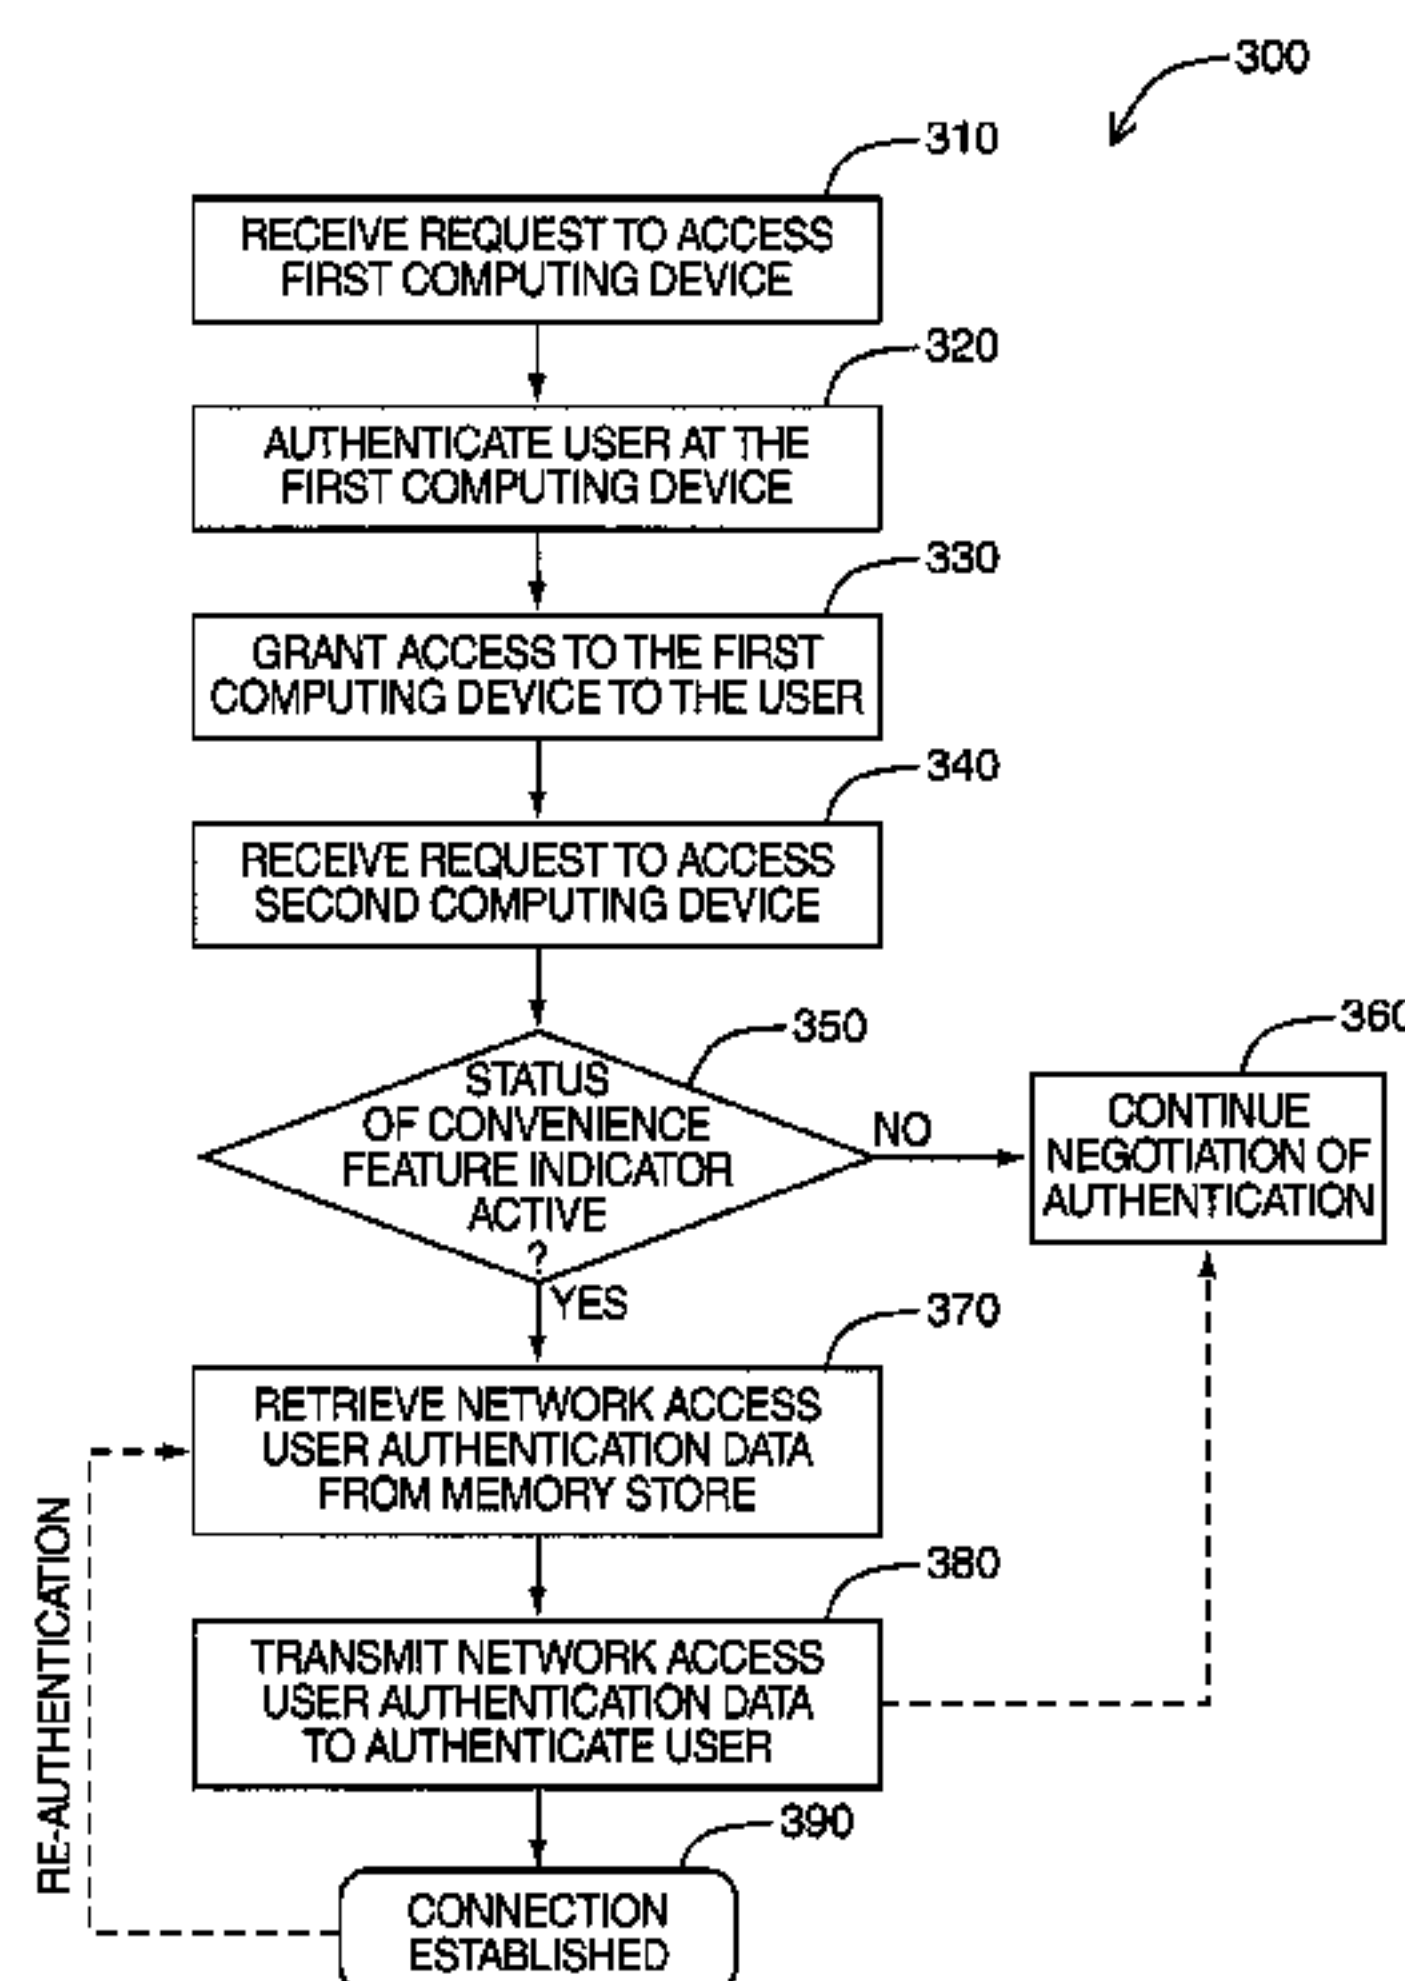 300
310
RECEIVE REQUEST TO ACCESS
FIRST COMPUTING DEVICE
320
AUTHENTICATE USER AT THE
FIRST COMPUTING DEVICE
330
GRANT ACCESS TO THE FIRST
COMPUTING DEVICE TO THE USER
340
RECEIVE REQUEST TO ACCESS
SECOND COMPUTING DEVICE
350
STATUS
OF CONVENIENCE
FEATURE INDICATOR
ACTIVE
?
NO
360
CONTINUE
NEGOTIATION OF
AUTHENTICATION
YES
370
RETRIEVE NETWORK ACCESS
USER AUTHENTICATION DATA
FROM MEMORY STORE
RE-AUTHENTICATION
380
TRANSMIT NETWORK ACCESS
USER AUTHENTICATION DATA
TO AUTHENTICATE USER
390
CONNECTION
ESTABLISHED